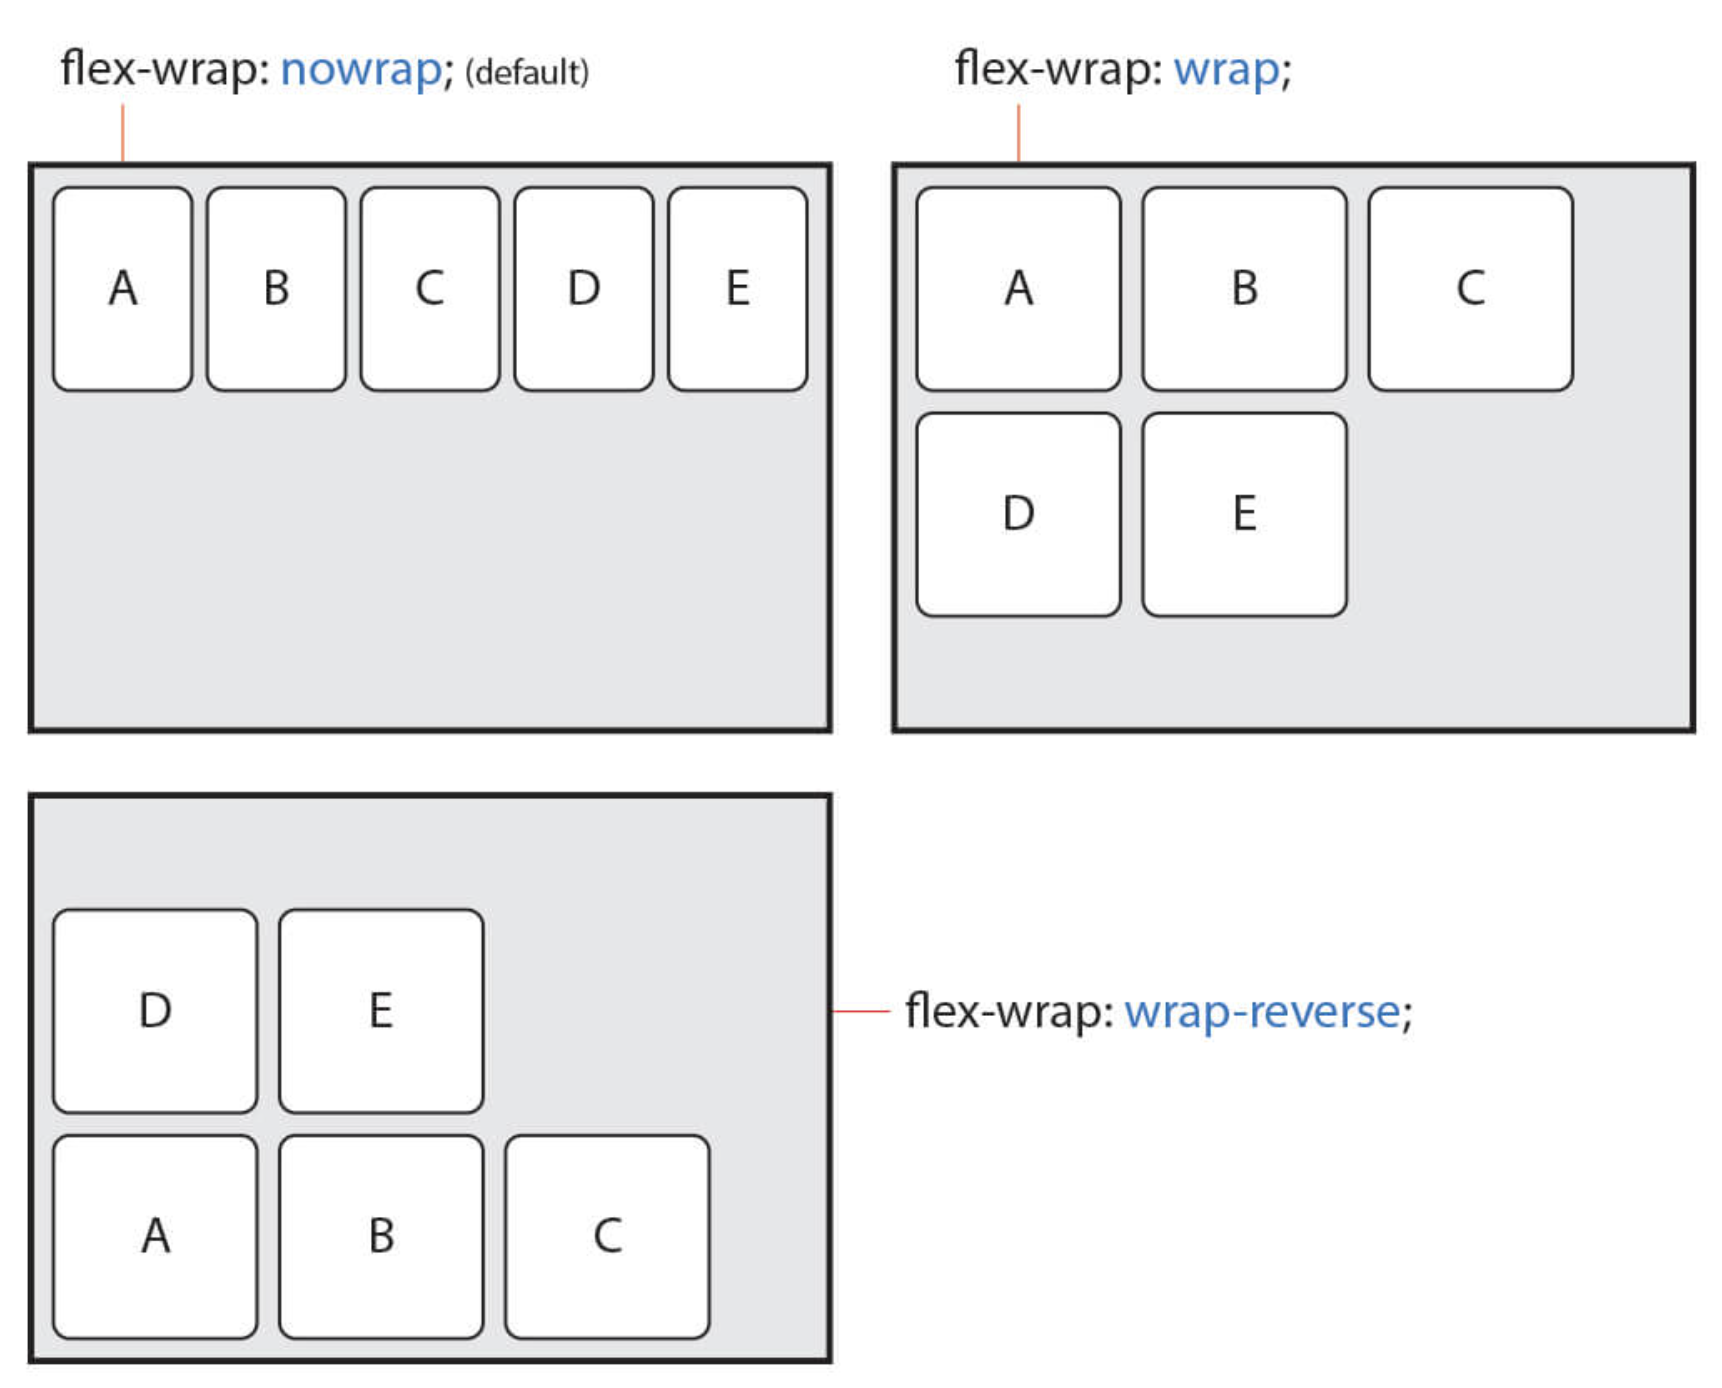 flex-wrap: nowrap; (default)
A B C D E
flex-wrap: wrap;
A B C
D E
D E
A B C
flex-wrap: wrap-reverse;